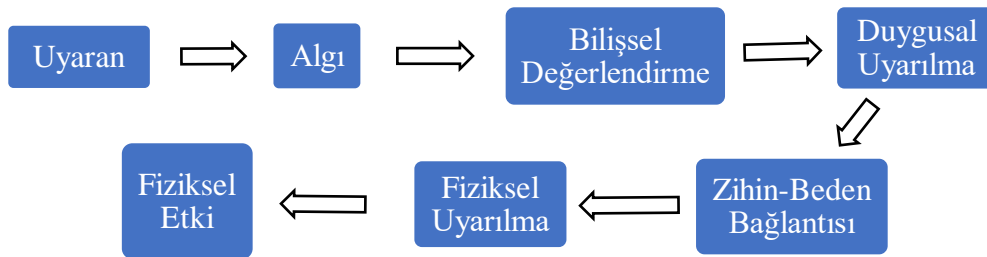 Uyaran
Algı
Bilişsel
Değerlendirme
Duygusal
Uyarılma
Zihin-Beden
Bağlantısı
Fiziksel
Uyarılma
Fiziksel
Etki